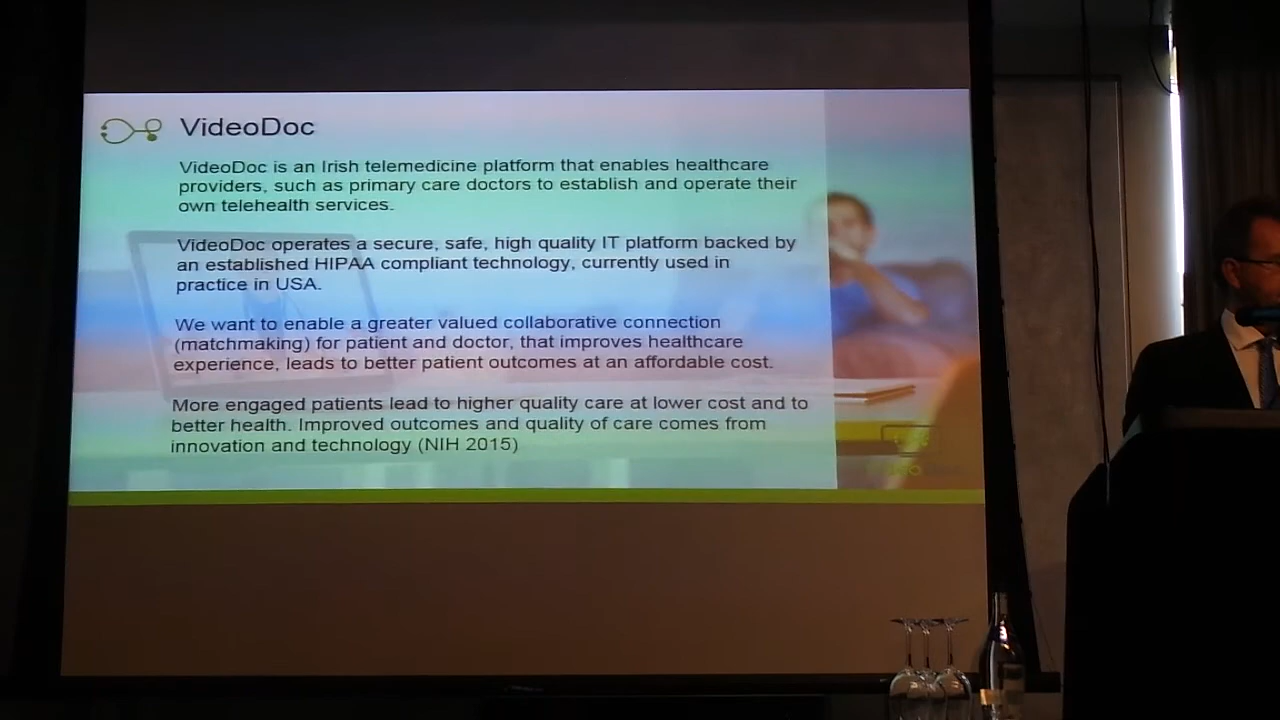 VideoDoc
VideoDoc is an Irish telemedicine platform that enables healthcare
providers, such as primary care doctors to establish and operate their
own telehealth services.
VideoDoc operates a secure, safe, high quality IT platform backed by
an established HIPAA compliant technology, currently used in
practice in USA.
We want to enable a greater valued collaborative connection
(matchmaking) for patient and doctor, that improves healthcare
experience, leads to better patient outcomes at an affordable cost.
More engaged patients lead to higher quality care at lower cost and to
better health. Improved outcomes and quality of care comes from
innovation and technology (NIH 2015)